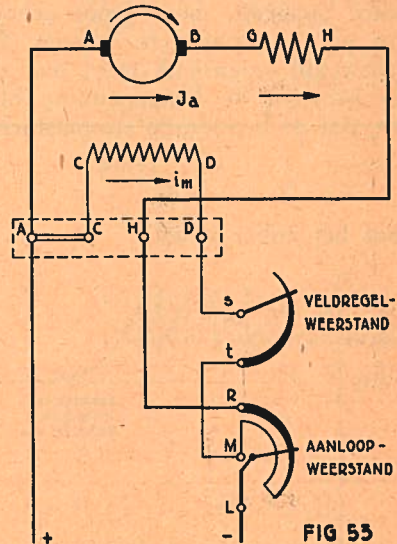 A B G H
Ja
C D
im
A C H D
s
VELDREGEL-
WEERSTAND
t
R
M
AANLOOP-
WEERSTAND
L
+ -
FIG 53